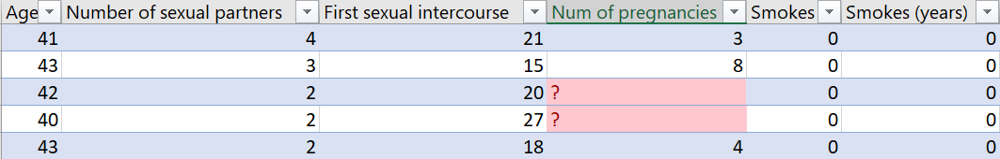 Age Number of sexual partners First sexual intercourse Num of pregnancies Smokes Smokes (years)
41 4 21 3 0 0
43 3 15 8 0 0
42 2 20 ? 0 0
40 2 27 ? 0 0
43 2 18 4 0 0